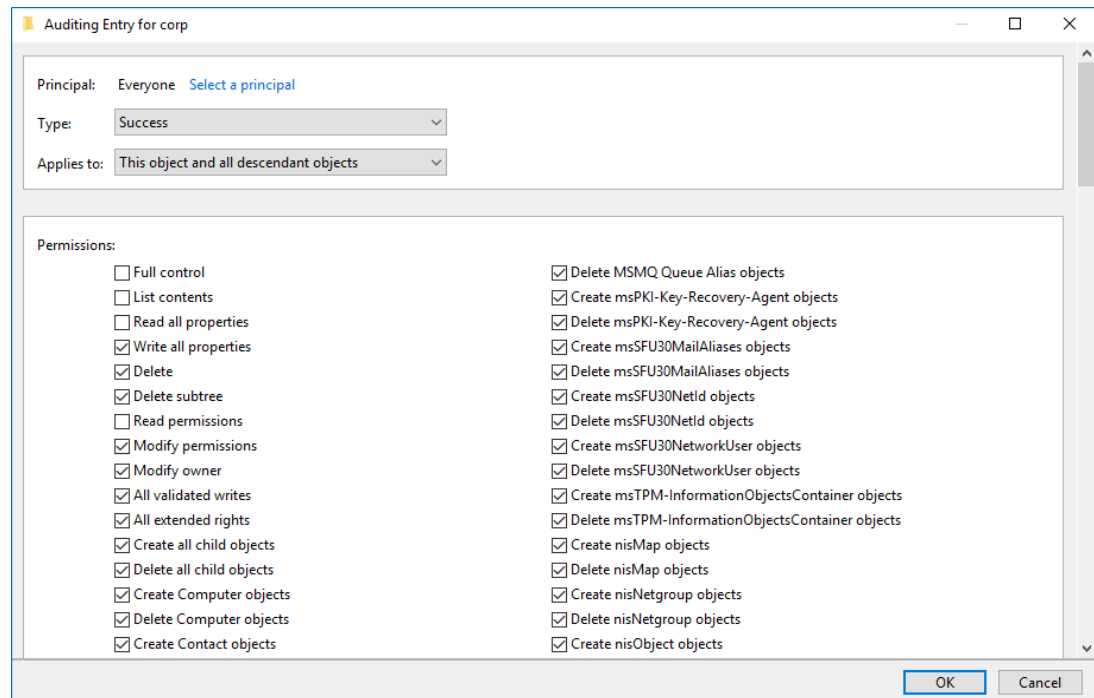 Auditing Entry for corp
Principal: Everyone Select a principal
Type: Success
Applies to: This object and all descendant objects
Permissions:
Full control
List contents
Read all properties
Write all properties
Delete
Delete subtree
Read permissions
Modify permissions
Modify owner
All validated writes
All extended rights
Create all child objects
Delete all child objects
Create Computer objects
Delete Computer objects
Create Contact objects
Delete MSMQ Queue Alias objects
Create msPKI-Key-Recovery-Agent objects
Delete msPKI-Key-Recovery-Agent objects
Create msSFU30MailAliases objects
Delete msSFU30MailAliases objects
Create msSFU30NetId objects
Delete msSFU30NetId objects
Create msSFU30NetworkUser objects
Delete msSFU30NetworkUser objects
Create msTPM-InformationObjectsContainer objects
Delete msTPM-InformationObjectsContainer objects
Create nisMap objects
Delete nisMap objects
Create nisNetgroup objects
Delete nisNetgroup objects
Create nisObject objects
OK Cancel